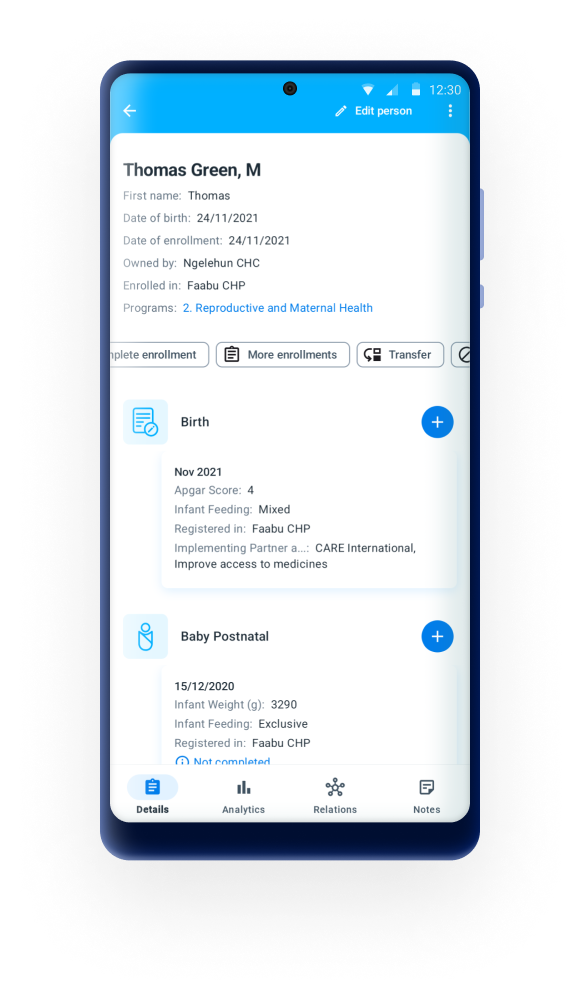 12:30
Edit person
Thomas Green, M
First name: Thomas
Date of birth: 24/11/2021
Date of enrollment: 24/11/2021
Owned by: Ngelehun CHC
Enrolled in: Faabu CHP
Programs: 2. Reproductive and Maternal Health
plete enrollment More enrollments Transfer
Birth
Nov 2021
Apgar Score: 4
Infant Feeding: Mixed
Registered in: Faabu CHP
Implementing Partner a...: CARE International,
Improve access to medicines
Baby Postnatal
15/12/2020
Infant Weight (g): 3290
Infant Feeding: Exclusive
Registered in: Faabu CHP
Not completed
Details Analytics Relations Notes